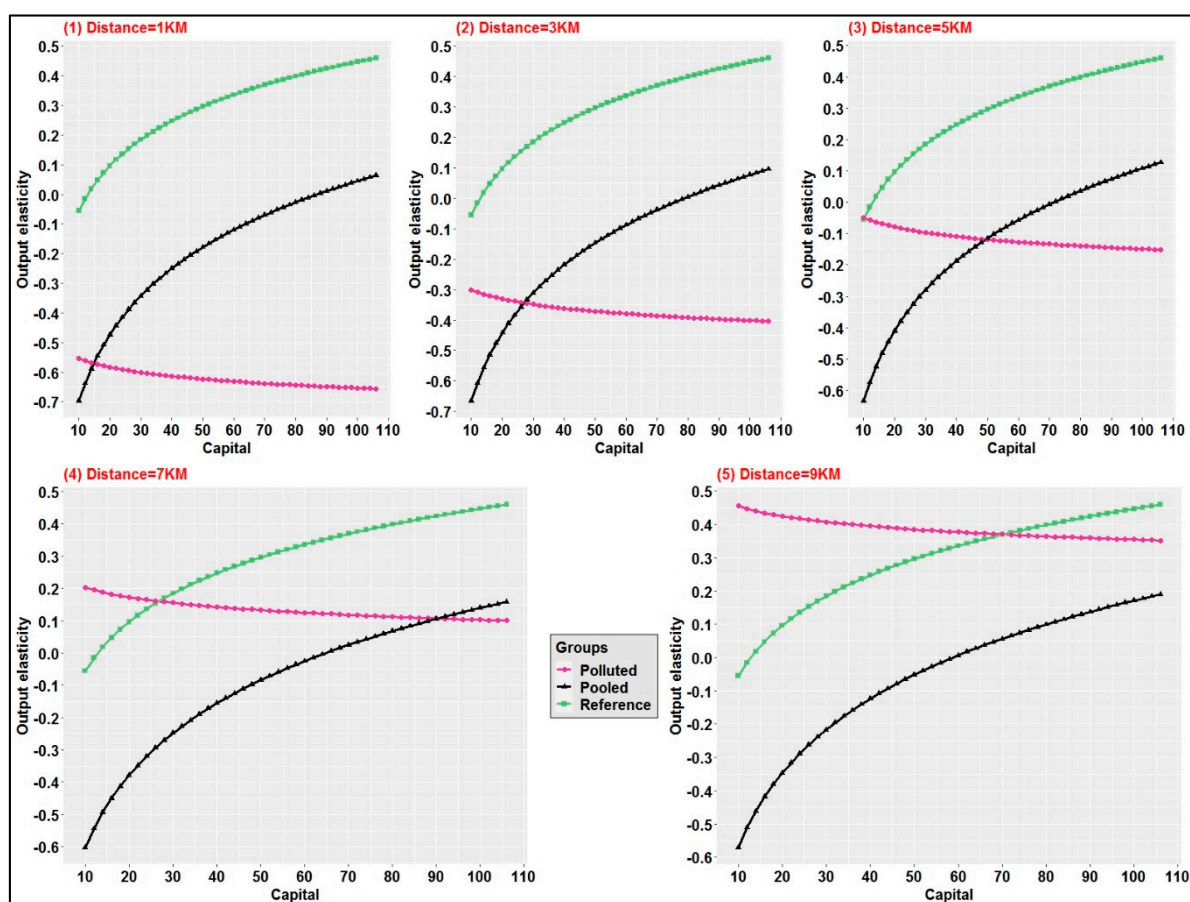 (1) Distance=1KM
(2) Distance=3KM
(3) Distance=5KM
Output elasticity
0.5
0.4
0.3
0.2
0.1
0.0
-0.1
-0.2
-0.3
-0.4
-0.5
-0.6
-0.7
10 20 30 40 50 60 70 80 90 100 110
Capital
Output elasticity
0.5
0.4
0.3
0.2
0.1
0.0
-0.1
-0.2
-0.3
-0.4
-0.5
-0.6
-0.7
10 20 30 40 50 60 70 80 90 100 110
Capital
Output elasticity
0.5
0.4
0.3
0.2
0.1
0.0
-0.1
-0.2
-0.3
-0.4
-0.5
-0.6
10 20 30 40 50 60 70 80 90 100 110
Capital
(4) Distance=7KM
(5) Distance=9KM
Output elasticity
0.5
0.4
0.3
0.2
0.1
0.0
-0.1
-0.2
-0.3
-0.4
-0.5
-0.6
10 20 30 40 50 60 70 80 90 100 110
Capital
Groups
Polluted
Pooled
Reference
Output elasticity
0.5
0.4
0.3
0.2
0.1
0.0
-0.1
-0.2
-0.3
-0.4
-0.5
-0.6
10 20 30 40 50 60 70 80 90 100 110
Capital